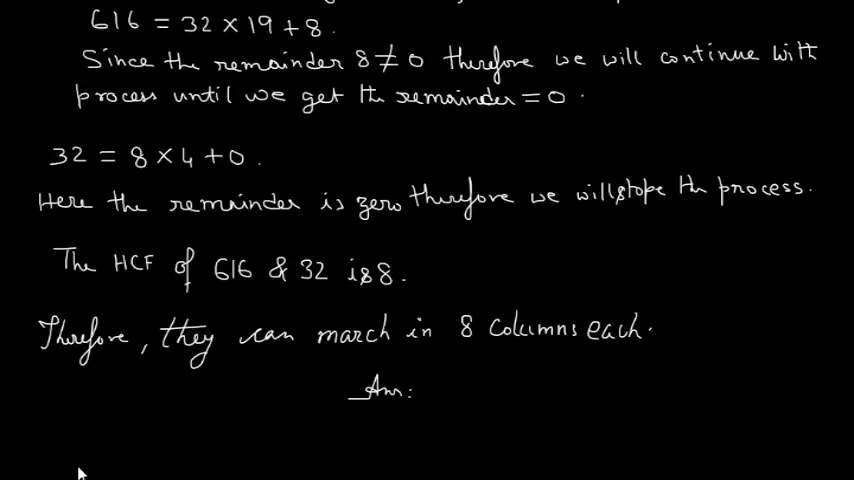 616 = 32 × 19 + 8.
Since the remainder 8 ≠ 0 therefore we will continue with
process until we get the remainder = 0.
32 = 8 × 4 + 0.
Here the remainder is zero therefore we will stope the process.
The HCF of 616 & 32 is 8.
Therefore, they can march in 8 columns each.
Ans: